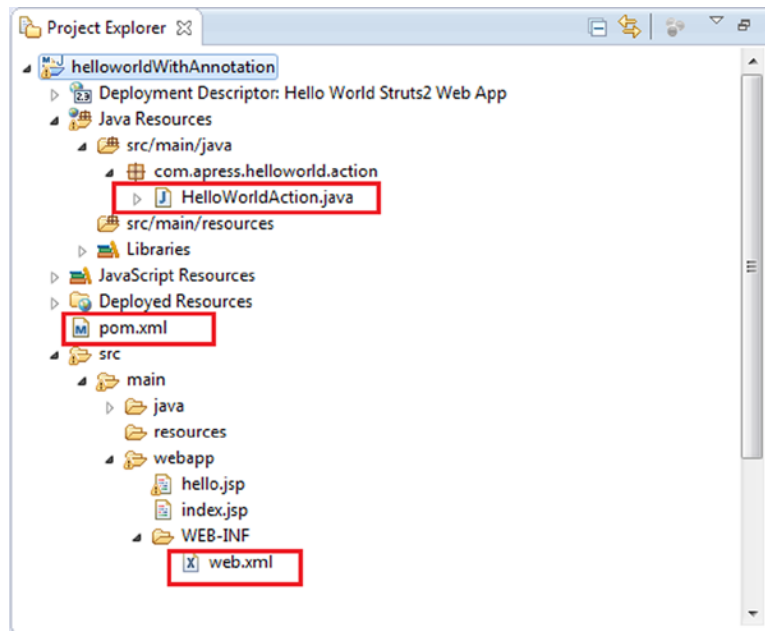 Project Explorer
helloworldWithAnnotation
Deployment Descriptor: Hello World Struts2 Web App
Java Resources
src/main/java
com.apress.helloworld.action
HelloWorldAction.java
src/main/resources
Libraries
JavaScript Resources
Deployed Resources
pom.xml
src
main
java
resources
webapp
hello.jsp
index.jsp
WEB-INF
web.xml